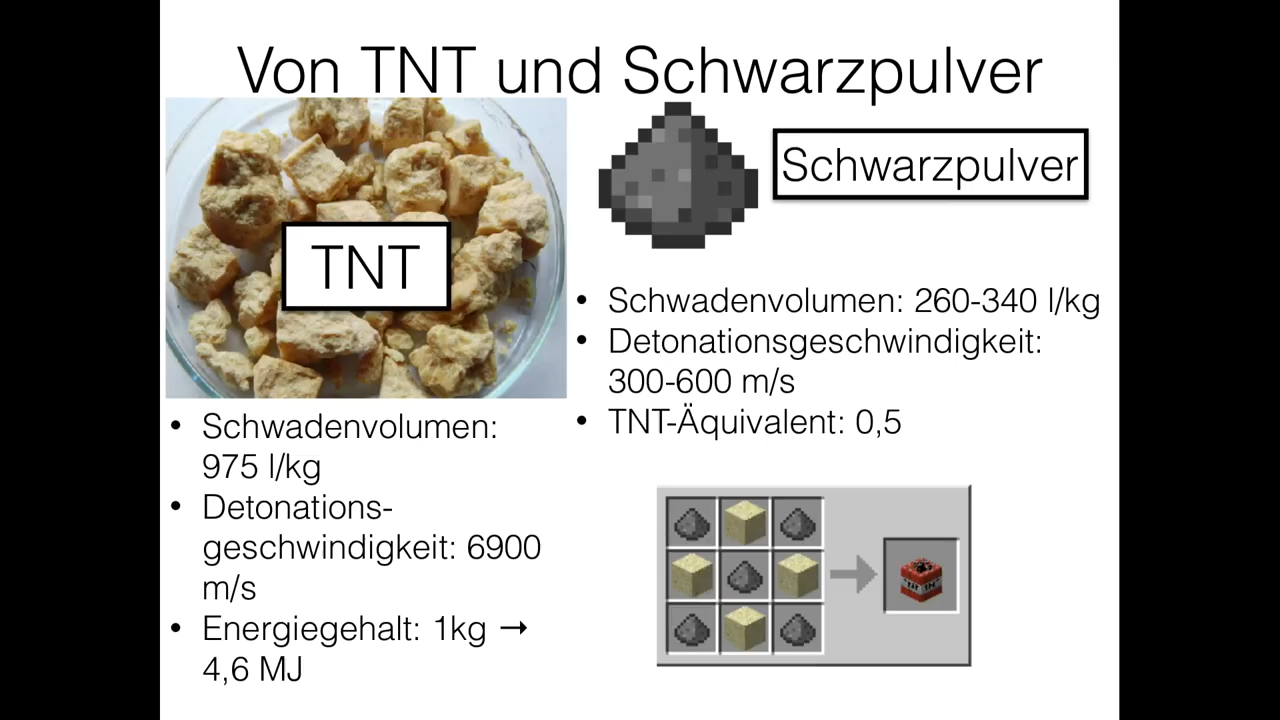 Von TNT und Schwarzpulver
TNT
Schwarzpulver
• Schwadenvolumen:
975 l/kg
• Detonations-
geschwindigkeit: 6900
m/s
• Energiegehalt: 1kg →
4,6 MJ
• Schwadenvolumen: 260-340 l/kg
• Detonationsgeschwindigkeit:
300-600 m/s
• TNT-Äquivalent: 0,5